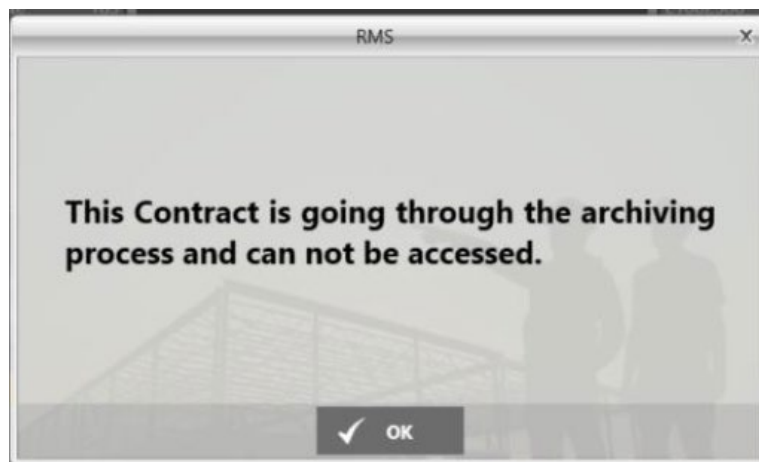 RMS
X
This Contract is going through the archiving
process and can not be accessed.
OK